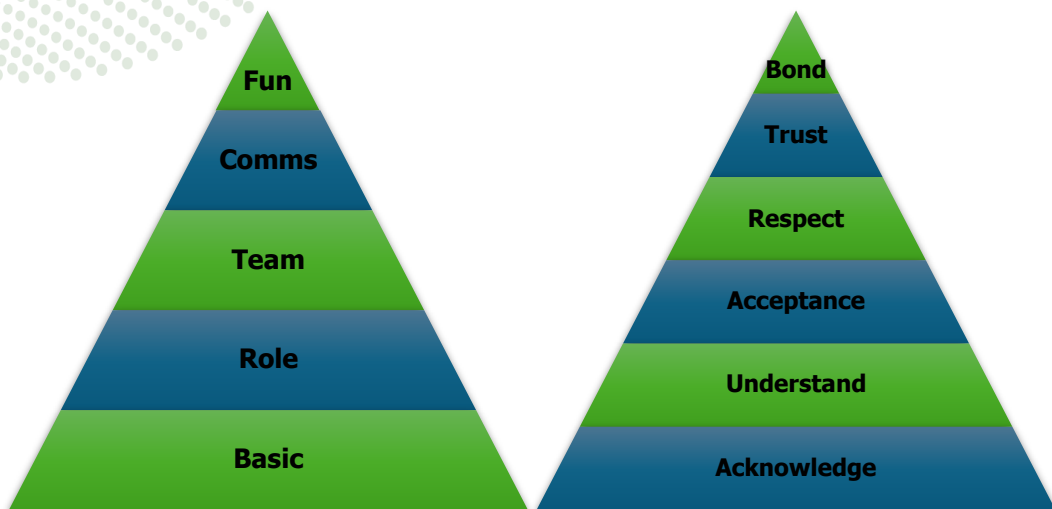 Fun
Comms
Team
Role
Basic
Bond
Trust
Respect
Acceptance
Understand
Acknowledge